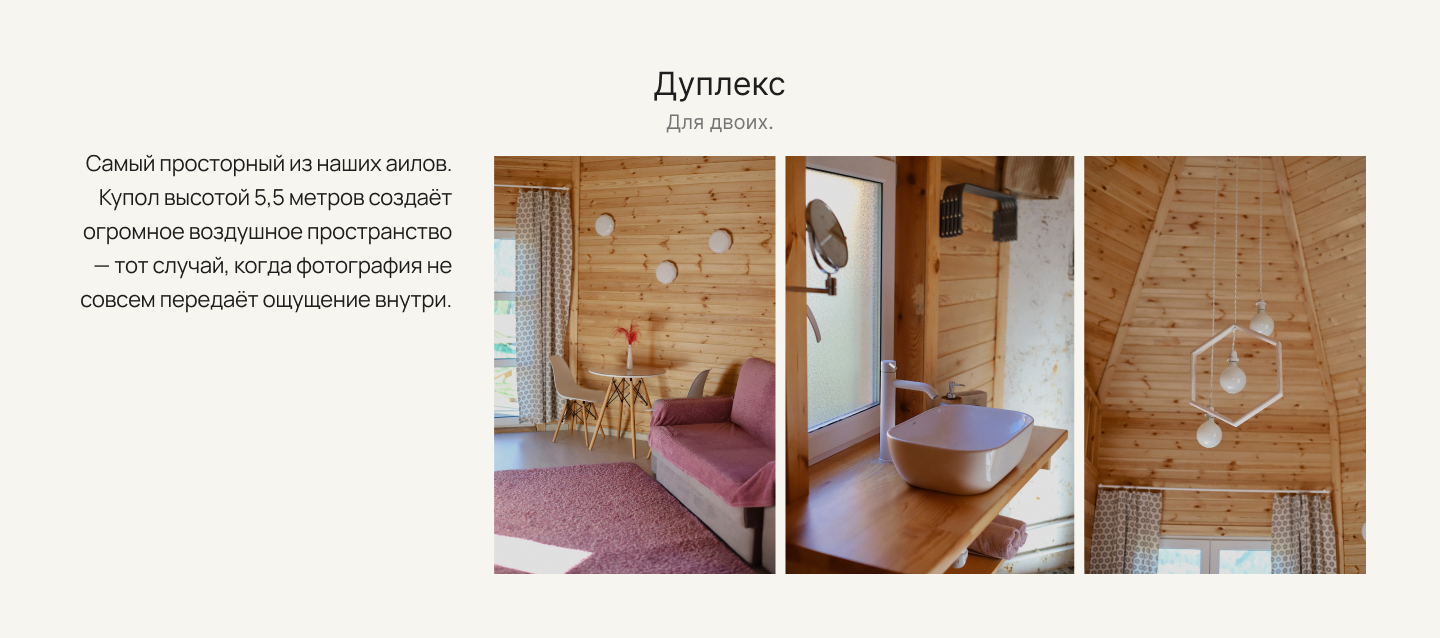 Дуплекс
Для двоих.
Самый просторный из наших аилов.
Купол высотой 5,5 метров создаёт
огромное воздушное пространство
— тот случай, когда фотография не
совсем передаёт ощущение внутри.